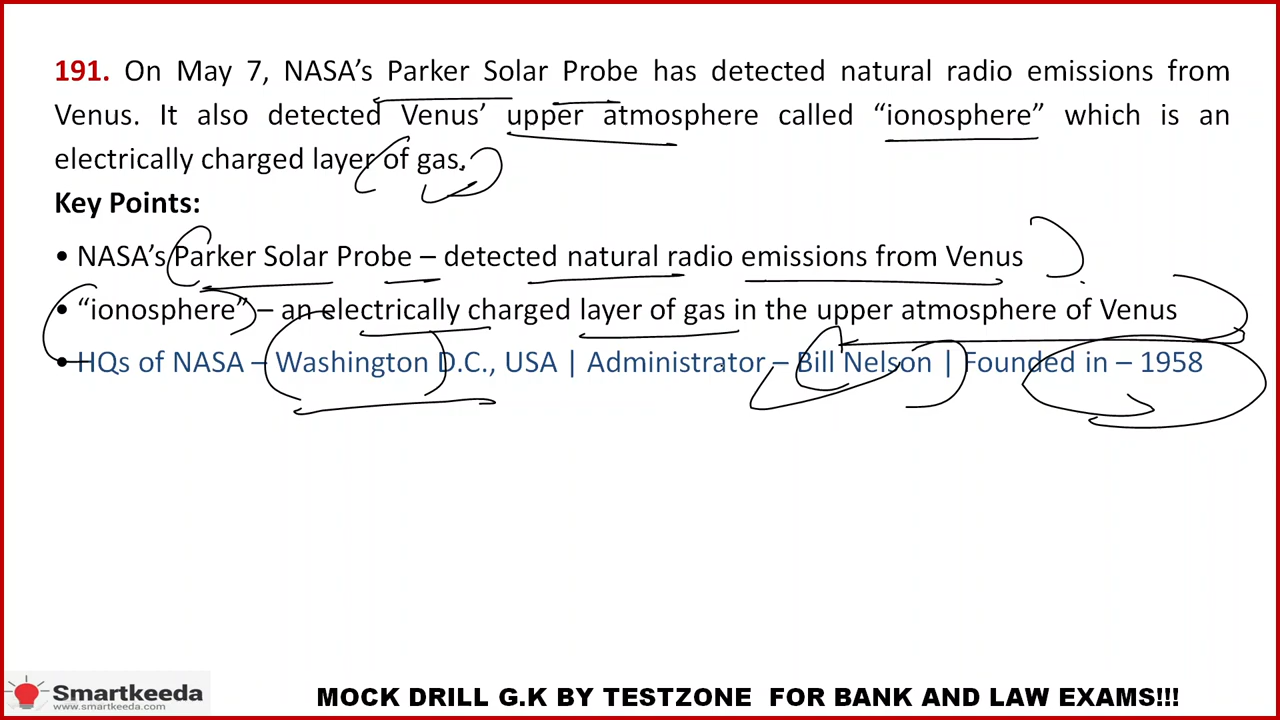 191. On May 7, NASA’s Parker Solar Probe has detected natural radio emissions from
Venus. It also detected Venus’ upper atmosphere called “ionosphere” which is an
electrically charged layer of gas.
Key Points:
• NASA’s Parker Solar Probe – detected natural radio emissions from Venus
• “ionosphere” – an electrically charged layer of gas in the upper atmosphere of Venus
• HQs of NASA – Washington D.C., USA | Administrator – Bill Nelson | Founded in – 1958
Smartkeeda
www.smartkeeda.com
MOCK DRILL G.K BY TESTZONE FOR BANK AND LAW EXAMS!!!